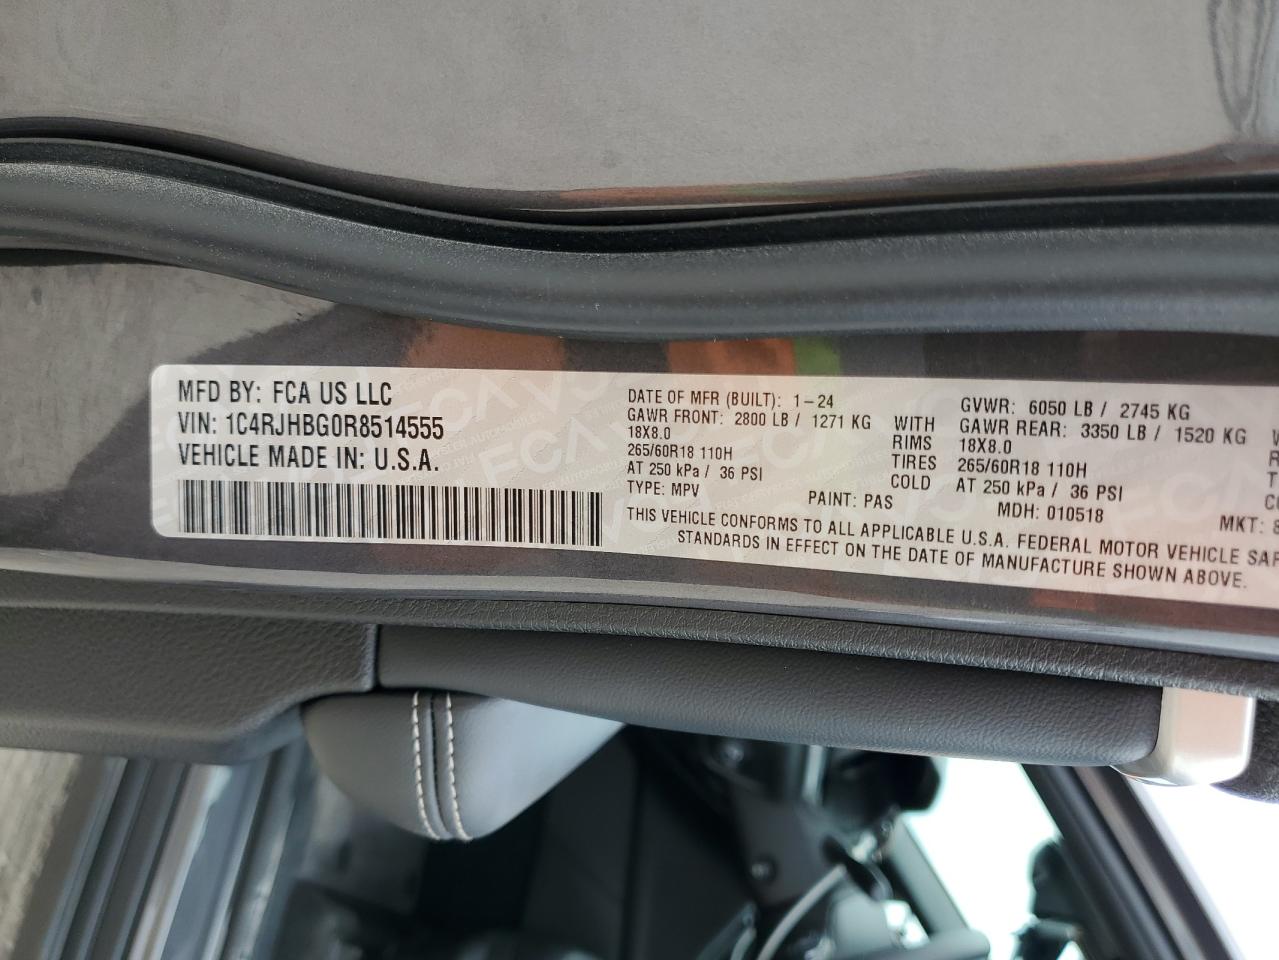 MFD BY: FCA US LLC
VIN: 1C4RJHBG0R8514555
VEHICLE MADE IN: U.S.A.
DATE OF MFR (BUILT): 1-24 GVWR: 6050 LB / 2745 KG
GAWR FRONT: 2800 LB / 1271 KG WITH GAWR REAR: 3350 LB / 1520 KG
18X8.0 RIMS 18X8.0
265/60R18 110H TIRES 265/60R18 110H
AT 250 kPa / 36 PSI COLD AT 250 kPa / 36 PSI
TYPE: MPV PAINT: PAS MDH: 010518 MKT:
THIS VEHICLE CONFORMS TO ALL APPLICABLE U.S.A. FEDERAL MOTOR VEHICLE
STANDARDS IN EFFECT ON THE DATE OF MANUFACTURE SHOWN ABOVE.